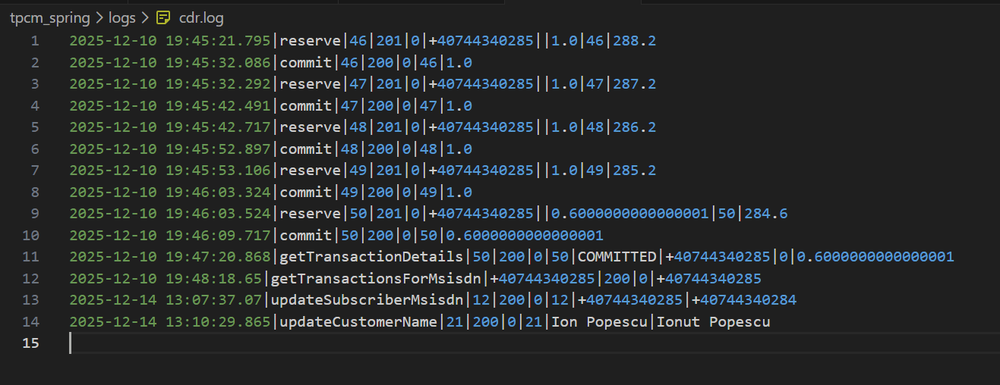 tpcm_spring > logs > cdr.log
1 2025-12-10 19:45:21.795|reserve|46|201|0|+40744340285||1.0|46|288.2
2 2025-12-10 19:45:32.086|commit|46|200|0|46|1.0
3 2025-12-10 19:45:32.292|reserve|47|201|0|+40744340285||1.0|47|287.2
4 2025-12-10 19:45:42.491|commit|47|200|0|47|1.0
5 2025-12-10 19:45:42.717|reserve|48|201|0|+40744340285||1.0|48|286.2
6 2025-12-10 19:45:52.897|commit|48|200|0|48|1.0
7 2025-12-10 19:45:53.106|reserve|49|201|0|+40744340285||1.0|49|285.2
8 2025-12-10 19:46:03.324|commit|49|200|0|49|1.0
9 2025-12-10 19:46:03.524|reserve|50|201|0|+40744340285||0.6000000000000001|50|284.6
10 2025-12-10 19:46:09.717|commit|50|200|0|50|0.6000000000000001
11 2025-12-10 19:47:20.868|getTransactionDetails|50|200|0|50|COMMITTED|+40744340285|0|0.6000000000000001
12 2025-12-10 19:48:18.65|getTransactionsForMsisdn|+40744340285|200|0|+40744340285
13 2025-12-14 13:07:37.07|updateSubscriberMsisdn|12|200|0|12|+40744340285|+40744340284
14 2025-12-14 13:10:29.865|updateCustomerName|21|200|0|21|Ion Popescu|Ionut Popescu
15